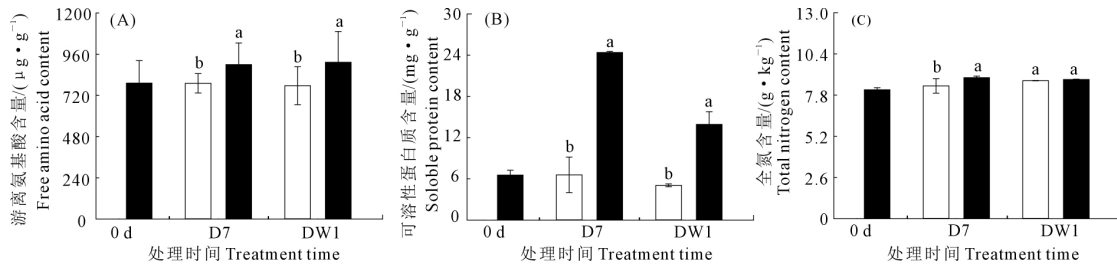 (A)
游离氨基酸含量/(μg•g⁻¹)
Free amino acid content
1200
960
720
480
240
0
b
a
b
a
0 d
D7
DW1
处理时间 Treatment time
(B)
可溶性蛋白质含量/(mg•g⁻¹)
Soloble protein content
30
24
18
12
6
0
b
a
b
a
0 d
D7
DW1
处理时间 Treatment time
(C)
全氮含量/(g•kg⁻¹)
Total nitrogen content
13.0
10.4
7.8
5.2
2.6
0
b
a
a
a
0 d
D7
DW1
处理时间 Treatment time